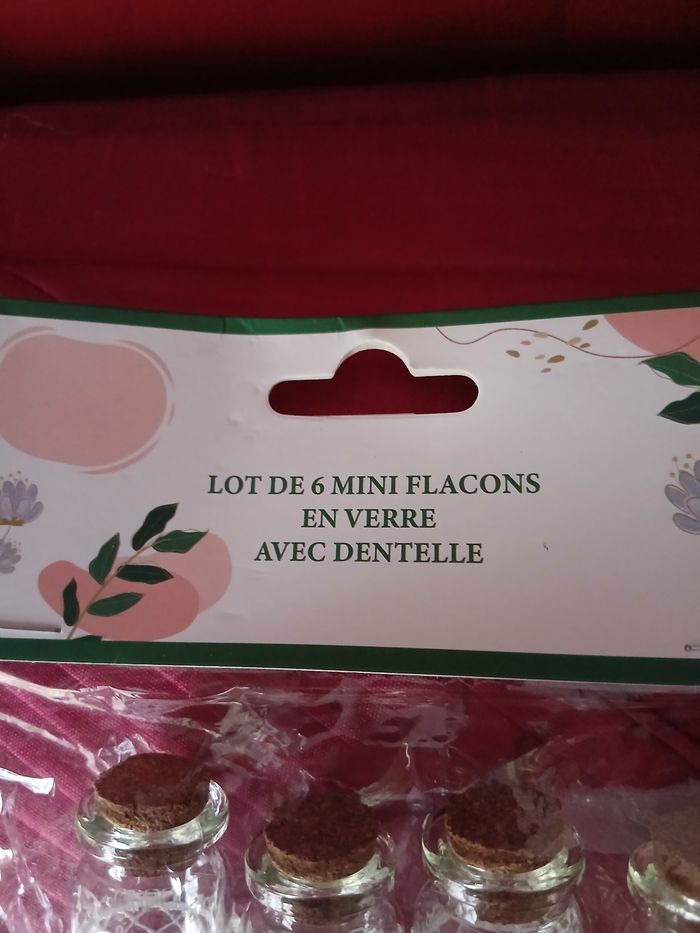 LOT DE 6 MINI FLACONS
EN VERRE
AVEC DENTELLE